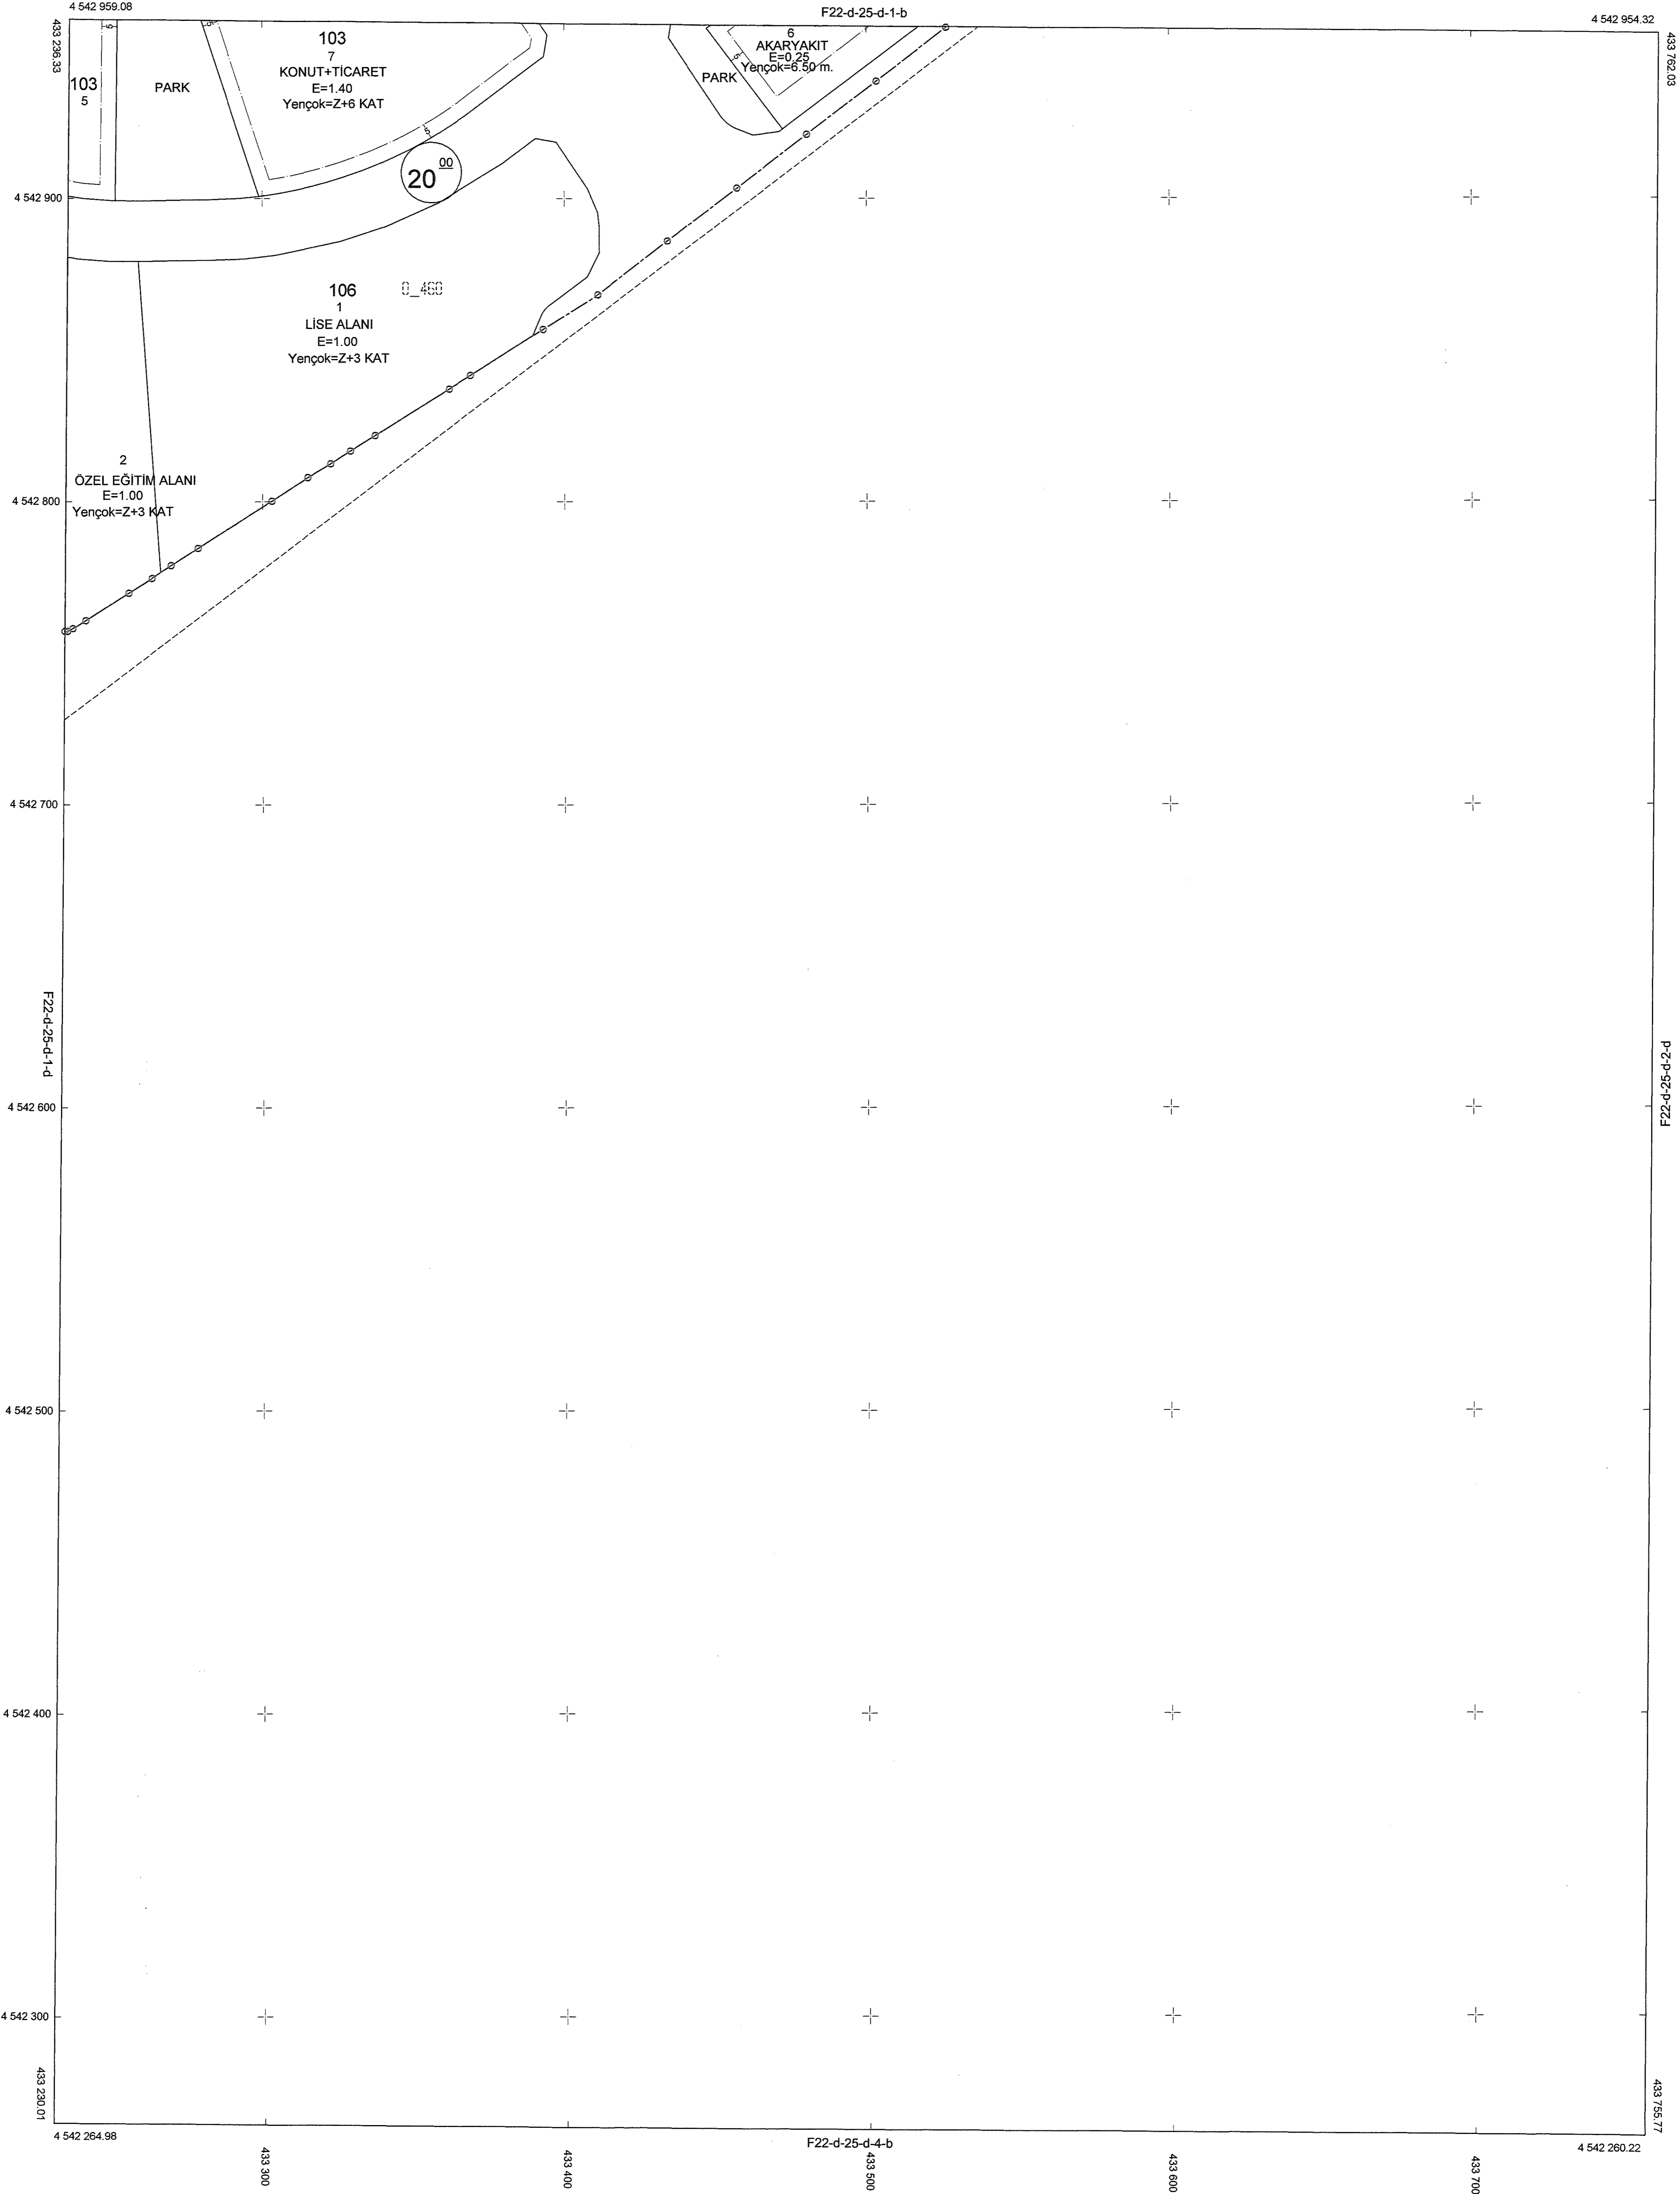 4 542 959.08
F22-d-25-d-1-b
4 542 954.32
433 236.33
433 762.03
103
5
PARK
5
5
103
7
KONUT+TİCARET
E=1.40
Yençok=Z+6 KAT
5
PARK
5
6
AKARYAKIT
E=0.25
Yençok=6.50 m.
20 00
4 542 900
106
0_460
1
LİSE ALANI
E=1.00
Yençok=Z+3 KAT
2
ÖZEL EĞİTİM ALANI
E=1.00
Yençok=Z+3 KAT
4 542 800
4 542 700
F22-d-25-d-1-d
F22-d-25-d-2-d
4 542 600
4 542 500
4 542 400
4 542 300
433 230.01
433 755.77
4 542 264.98
F22-d-25-d-4-b
4 542 260.22
433 300
433 400
433 500
433 600
433 700